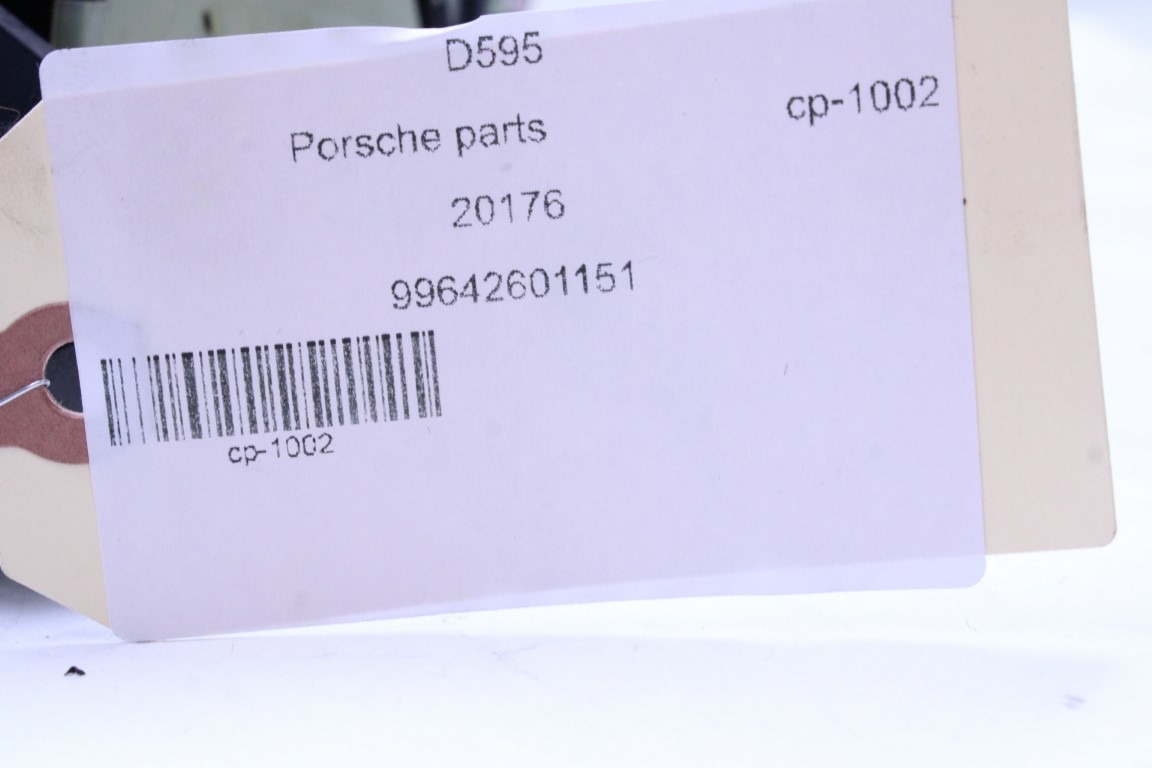 D595
cp-1002
Porsche parts
20176
99642601151
cp-1002